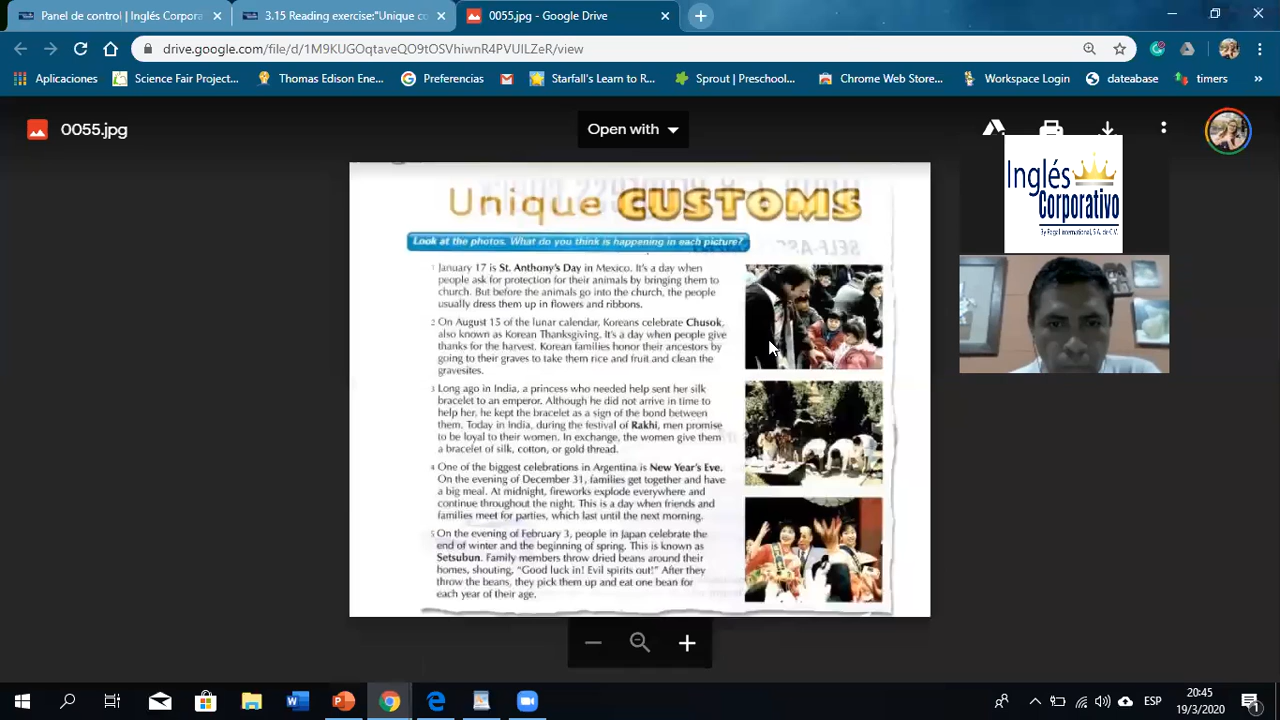 Panel de control | Inglés Corpora
3.15 Reading exercise:"Unique co
0055.jpg - Google Drive
drive.google.com/file/d/1M9KUGOqtaveQO9tOSVhiwnR4PVUILZeR/view
Aplicaciones
Science Fair Project...
Thomas Edison Ene...
Preferencias
Starfall's Learn to R...
Sprout | Preschool...
Chrome Web Store...
Workspace Login
dateabase
timers
»
0055.jpg
Open with
Inglés
Corporativo
Unique CUSTOMS
Look at the photos. What do you think is happening in each picture?
1 January 17 is St. Anthony's Day in Mexico. It's a day when
people ask for protection for their animals by bringing them to
church. But before the animals go into the church, the people
usually dress them up in flowers and ribbons.
2 On August 15 of the lunar calendar, Koreans celebrate Chusok,
also known as Korean Thanksgiving. It's a day when people give
thanks for the harvest. Korean families honor their ancestors by
going to their graves to take them rice and fruit and clean the
gravesites.
3 Long ago in India, a princess who needed help sent her silk
bracelet to an emperor. Although he did not arrive in time to
help her, he kept the bracelet as a sign of the bond between
them. Today in India, during the festival of Rakhi, men promise
to be loyal to their women. In exchange, the women give them
a bracelet of silk, cotton, or gold thread.
4 One of the biggest celebrations in Argentina is New Year's Eve.
On the evening of December 31, families get together and have
a big meal. At midnight, fireworks explode everywhere and
continue throughout the night. This is a day when friends and
families meet for parties, which last until the next morning.
5 On the evening of February 3, people in Japan celebrate the
end of winter and the beginning of spring. This is known as
Setsubun. Family members throw dried beans around their
homes, shouting, "Good luck in! Evil spirits out!" After they
throw the beans, they pick them up and eat one bean for
each year of their age.
ESP
20:45
19/3/2020